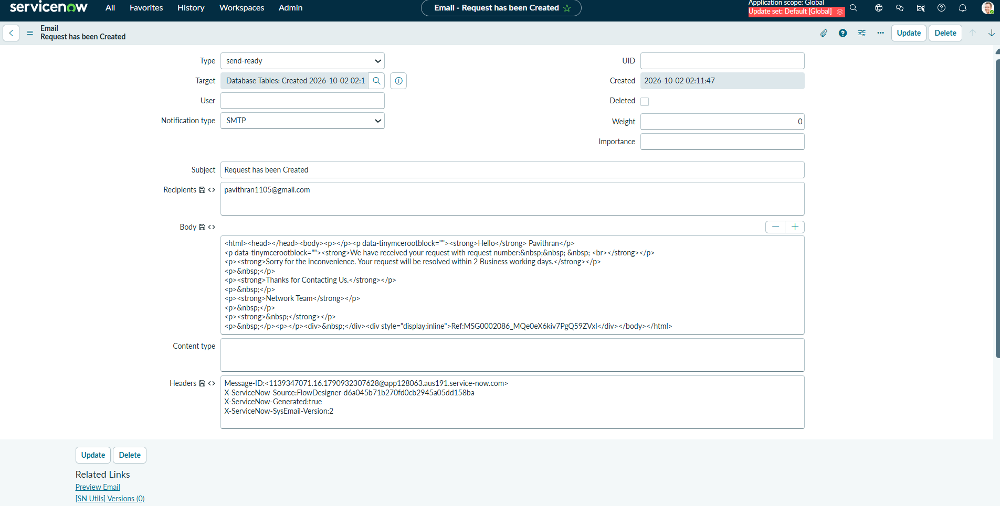 servicenow
All
Favorites
History
Workspaces
Admin
Email - Request has been Created
Application scope: Global
Update set: Default [Global]
Email
Request has been Created
Update
Delete
Type
send-ready
UID
Target
Database Tables: Created 2026-10-02 02:1
Created
2026-10-02 02:11:47
User
Deleted
Notification type
SMTP
Weight
0
Importance
Subject
Request has been Created
Recipients
pavithran1105@gmail.com
Body
<html><head></head><body><p></p><p data-tinymcerootblock=""><strong>Hello</strong> Pavithran</p>
<p data-tinymcerootblock=""><strong>We have received your request with request number:&nbsp;&nbsp; &nbsp; <br></strong></p>
<p><strong>Sorry for the inconvenience. Your request will be resolved within 2 Business working days.</strong></p>
<p>&nbsp;</p>
<p><strong>Thanks for Contacting Us.</strong></p>
<p>&nbsp;</p>
<p><strong>Network Team</strong></p>
<p>&nbsp;</p>
<p><strong>&nbsp;</strong></p>
<p>&nbsp;</p><p></p><div>&nbsp;</div><div style="display:inline">Ref:MSG0002086_MQe0eX6kiv7PgQ59ZVxl</div></body></html>
Content type
Headers
Message-ID:<1139347071.16.1790932307628@app128063.aus191.service-now.com>
X-ServiceNow-Source:FlowDesigner-d6a045b71b270fd0cb2945a05dd158ba
X-ServiceNow-Generated:true
X-ServiceNow-SysEmail-Version:2
Update
Delete
Related Links
Preview Email
[SN Utils] Versions (0)